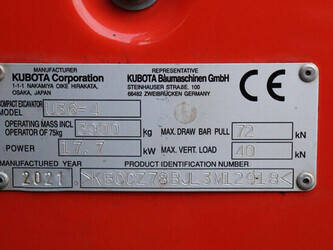 MANUFACTURER
KUBOTA Corporation
1-1-1 NAKAMIYA OIKE HIRAKATA,
OSAKA, JAPAN
REPRESENTATIVE
KUBOTA Baumaschinen GmbH
STEINHAUSER STRAßE, 100
66482 ZWEIBRÜCKEN GERMANY
CE
COMPACT EXCAVATOR
MODEL
OPERATING MASS INCL
OPERATOR OF 75kg kg
MAX. DRAW BAR PULL 72 kN
POWER 17.7 kW
MAX. VERT. LOAD 40 kN
MANUFACTURED YEAR PRODUCT IDENTIFICATION NUMBER
2021